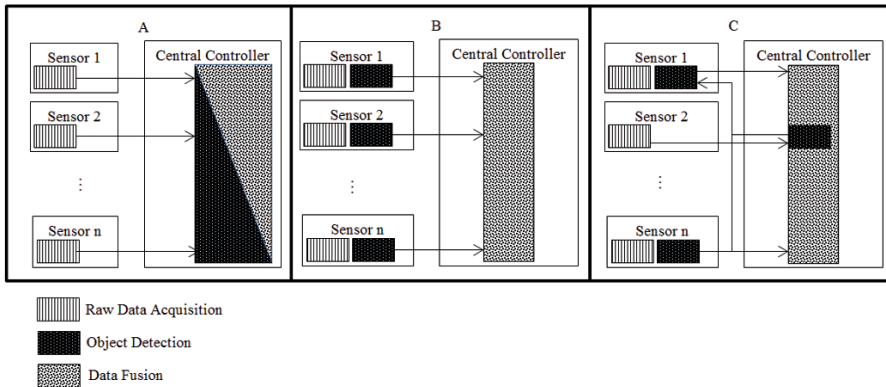 A
Sensor 1
Central Controller
Sensor 2
⋮
Sensor n
B
Sensor 1
Central Controller
Sensor 2
⋮
Sensor n
C
Sensor 1
Central Controller
Sensor 2
⋮
Sensor n
Raw Data Acquisition
Object Detection
Data Fusion